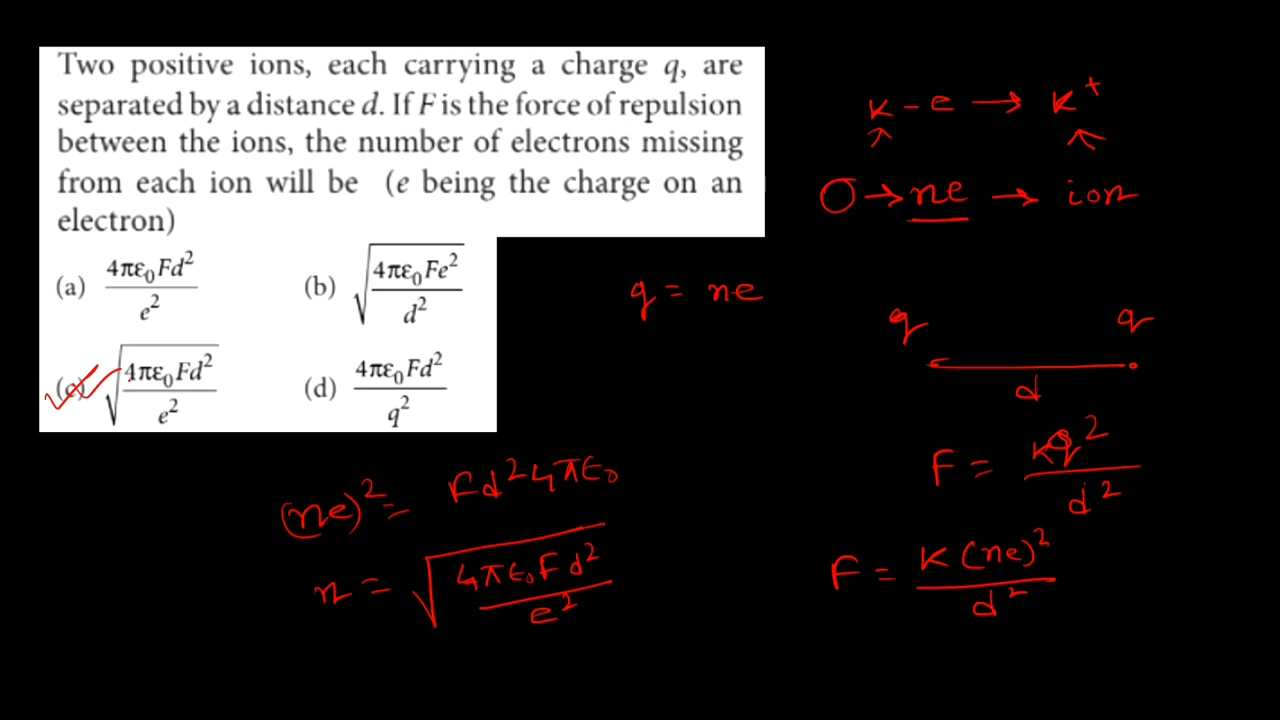 Two positive ions, each carrying a charge q, are
separated by a distance d. If F is the force of repulsion
between the ions, the number of electrons missing
from each ion will be (e being the charge on an
electron)
(a) 4πε₀Fd²/e²
(b) √(4πε₀Fe²/d²)
(c) √(4πε₀Fd²/e²)
(d) 4πε₀Fd²/q²
K - e → K⁺
O → ne → ion
q = ne
q q
d
F = Kq²/d²
F = K(ne)²/d²
(ne)² = Fd²4πε₀
n = √(4πε₀Fd²/e²)